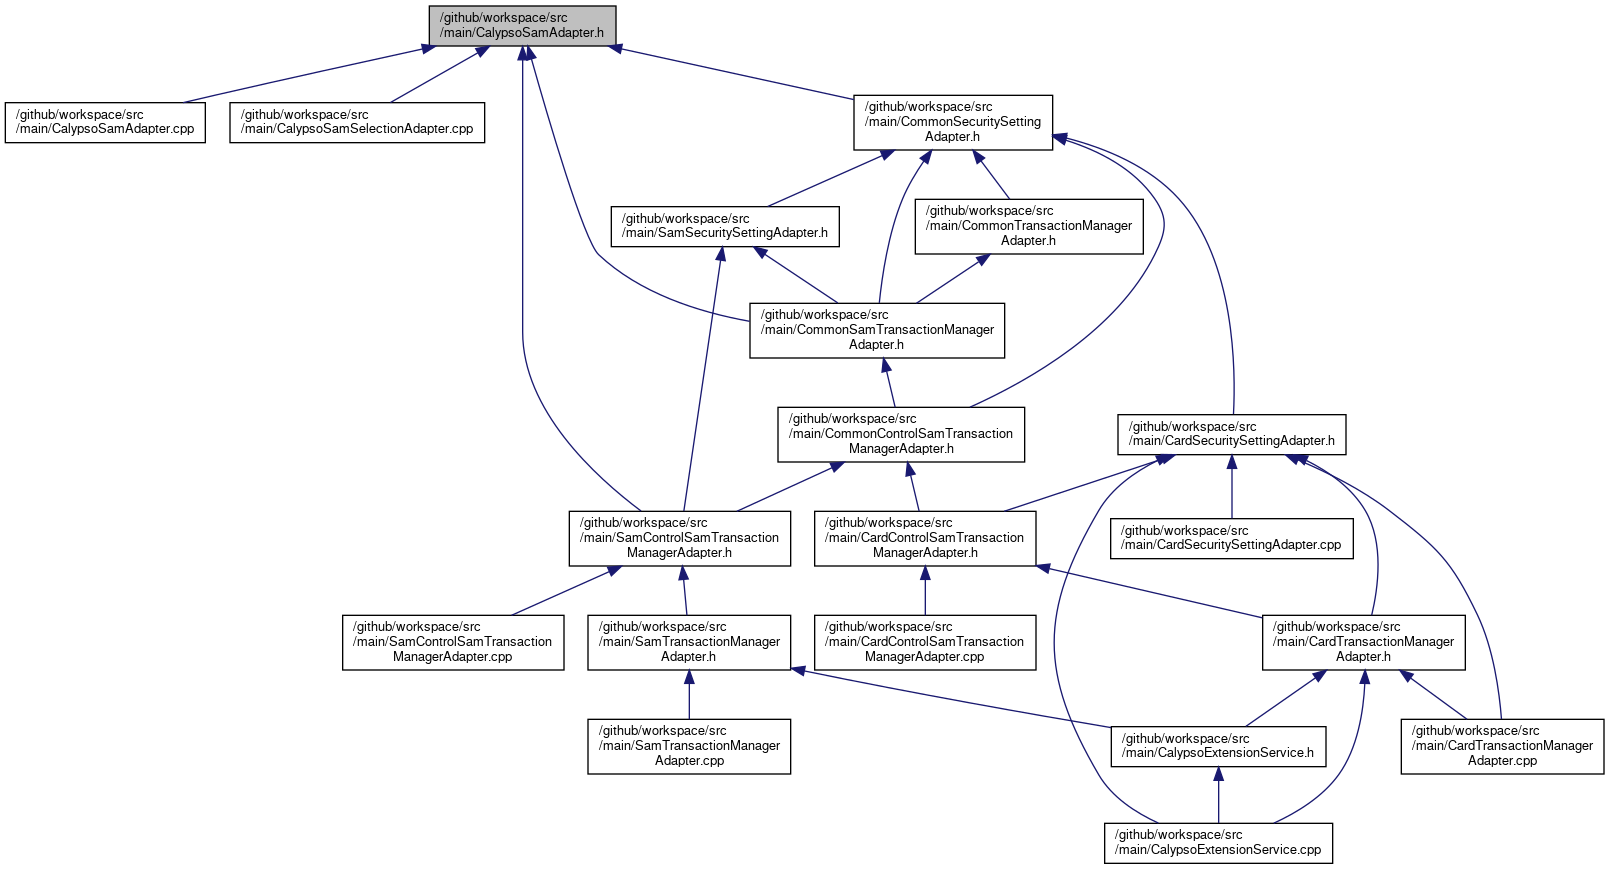 /github/workspace/src
/main/CalypsoSamAdapter.h
/github/workspace/src
/main/CalypsoSamAdapter.cpp
/github/workspace/src
/main/CalypsoSamSelectionAdapter.cpp
/github/workspace/src
/main/CommonSecuritySetting
Adapter.h
/github/workspace/src
/main/SamSecuritySettingAdapter.h
/github/workspace/src
/main/CommonTransactionManager
Adapter.h
/github/workspace/src
/main/CommonSamTransactionManager
Adapter.h
/github/workspace/src
/main/CommonControlSamTransaction
ManagerAdapter.h
/github/workspace/src
/main/CardSecuritySettingAdapter.h
/github/workspace/src
/main/SamControlSamTransaction
ManagerAdapter.h
/github/workspace/src
/main/CardControlSamTransaction
ManagerAdapter.h
/github/workspace/src
/main/CardSecuritySettingAdapter.cpp
/github/workspace/src
/main/SamControlSamTransaction
ManagerAdapter.cpp
/github/workspace/src
/main/SamTransactionManager
Adapter.h
/github/workspace/src
/main/CardControlSamTransaction
ManagerAdapter.cpp
/github/workspace/src
/main/CardTransactionManager
Adapter.h
/github/workspace/src
/main/SamTransactionManager
Adapter.cpp
/github/workspace/src
/main/CalypsoExtensionService.h
/github/workspace/src
/main/CardTransactionManager
Adapter.cpp
/github/workspace/src
/main/CalypsoExtensionService.cpp